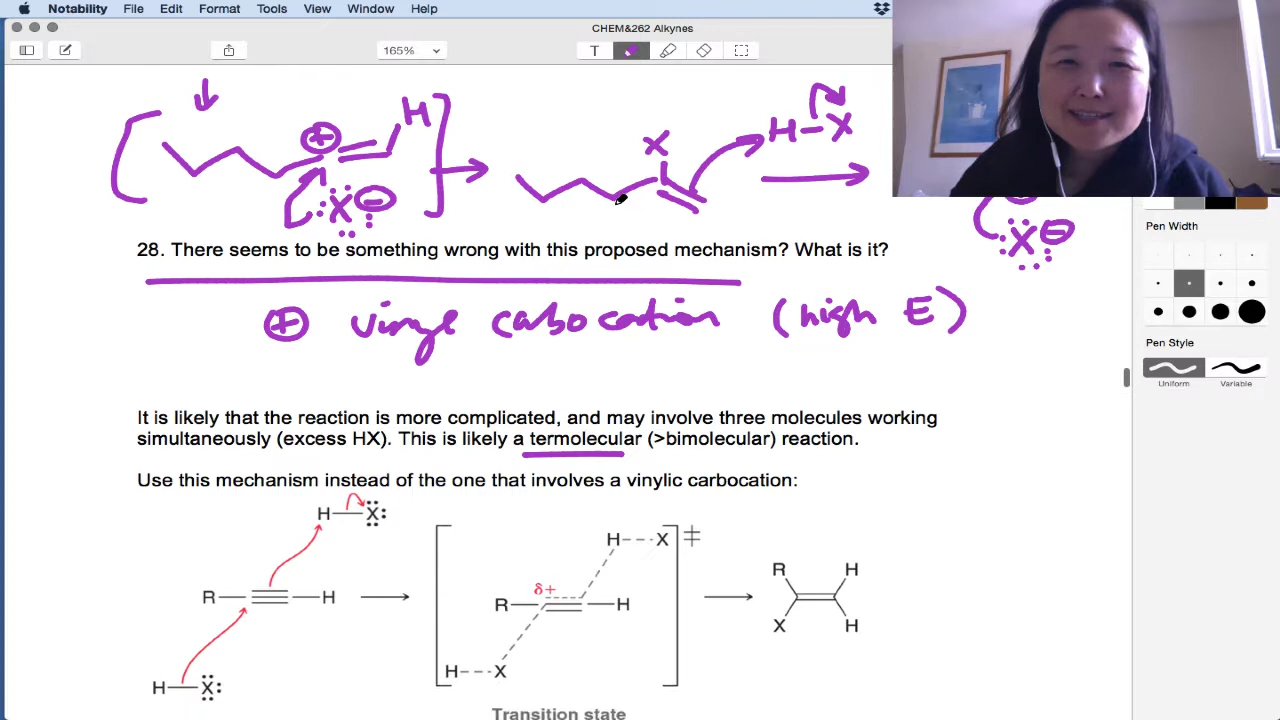 Notability File Edit Format Tools View Window Help
CHEM&262 Alkynes
165%
T
H
H-X
X
X
X
28. There seems to be something wrong with this proposed mechanism? What is it?
vinyl cabocation (high E)
It is likely that the reaction is more complicated, and may involve three molecules working
simultaneously (excess HX). This is likely a termolecular (>bimolecular) reaction.
Use this mechanism instead of the one that involves a vinylic carbocation:
H X
R H
H X
H X
δ+
R H
H X
‡
R H
X H
Transition state
Pen Width
Pen Style
Uniform Variable